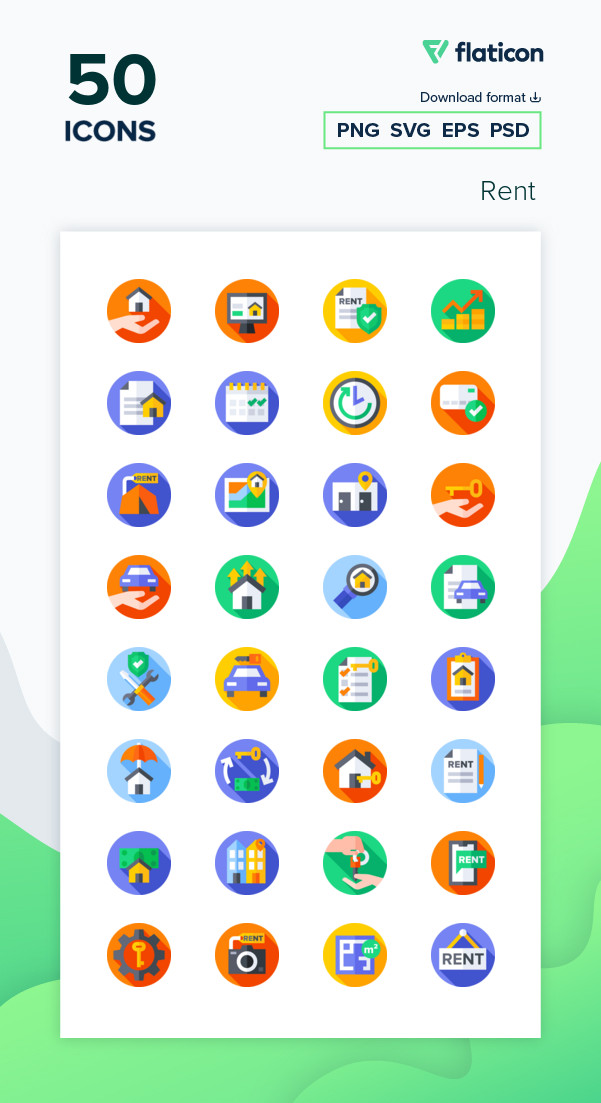 50
ICONS
flaticon
Download format
PNG SVG EPS PSD
Rent
RENT
RENT
RENT
RENT
RENT
m²
RENT